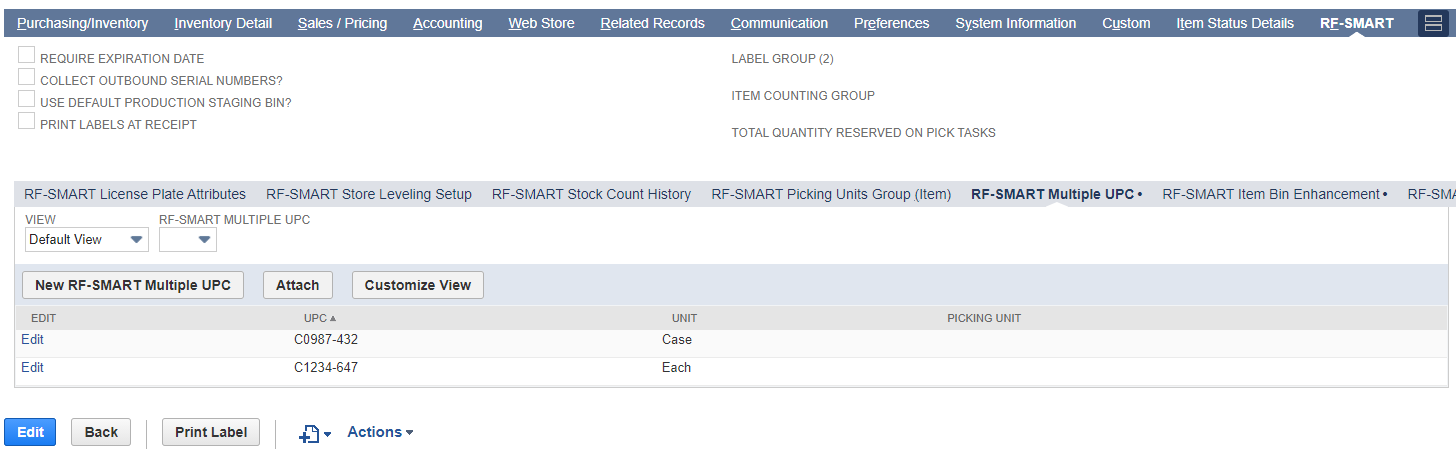 Purchasing/Inventory Inventory Detail Sales / Pricing Accounting Web Store Related Records Communication Preferences System Information Custom Item Status Details RF-SMART
REQUIRE EXPIRATION DATE
COLLECT OUTBOUND SERIAL NUMBERS?
USE DEFAULT PRODUCTION STAGING BIN?
PRINT LABELS AT RECEIPT
LABEL GROUP (2)
ITEM COUNTING GROUP
TOTAL QUANTITY RESERVED ON PICK TASKS
RF-SMART License Plate Attributes RF-SMART Store Leveling Setup RF-SMART Stock Count History RF-SMART Picking Units Group (Item) RF-SMART Multiple UPC • RF-SMART Item Bin Enhancement • RF-SMA
VIEW RF-SMART MULTIPLE UPC
Default View
New RF-SMART Multiple UPC Attach Customize View
EDIT UPC UNIT PICKING UNIT
Edit C0987-432 Case
Edit C1234-647 Each
Edit Back Print Label Actions